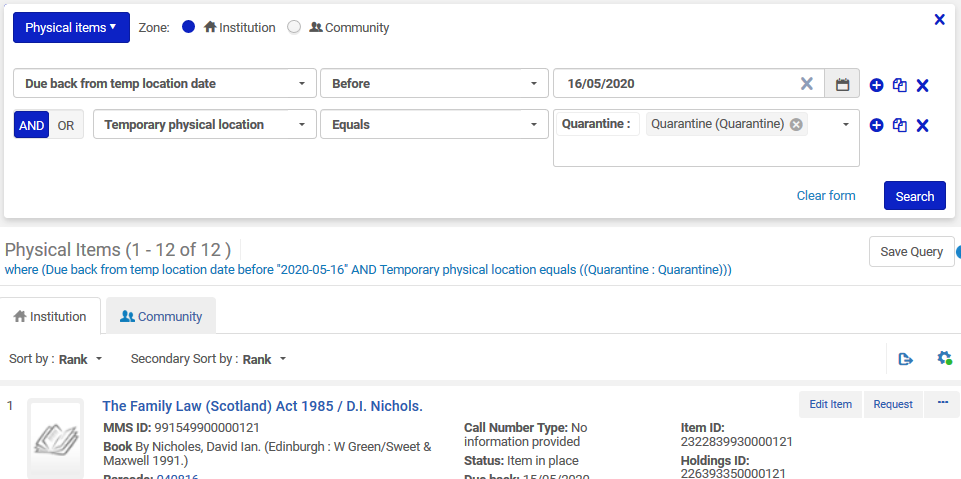 Physical items Zone: Institution Community
Due back from temp location date Before 16/05/2020
AND OR Temporary physical location Equals Quarantine : Quarantine (Quarantine)
Clear form Search
Physical Items (1 - 12 of 12 ) Save Query
where (Due back from temp location date before "2020-05-16" AND Temporary physical location equals ((Quarantine : Quarantine)))
Institution Community
Sort by : Rank Secondary Sort by : Rank
1 The Family Law (Scotland) Act 1985 / D.I. Nichols. Edit Item Request ...
MMS ID: 991549900000121 Call Number Type: No Item ID:
information provided 2322839930000121
Book By Nicholes, David Ian. (Edinburgh : W Green/Sweet &
Maxwell 1991.) Status: Item in place Holdings ID:
Barcode: 940816 Due back: 15/05/2020 226393350000121